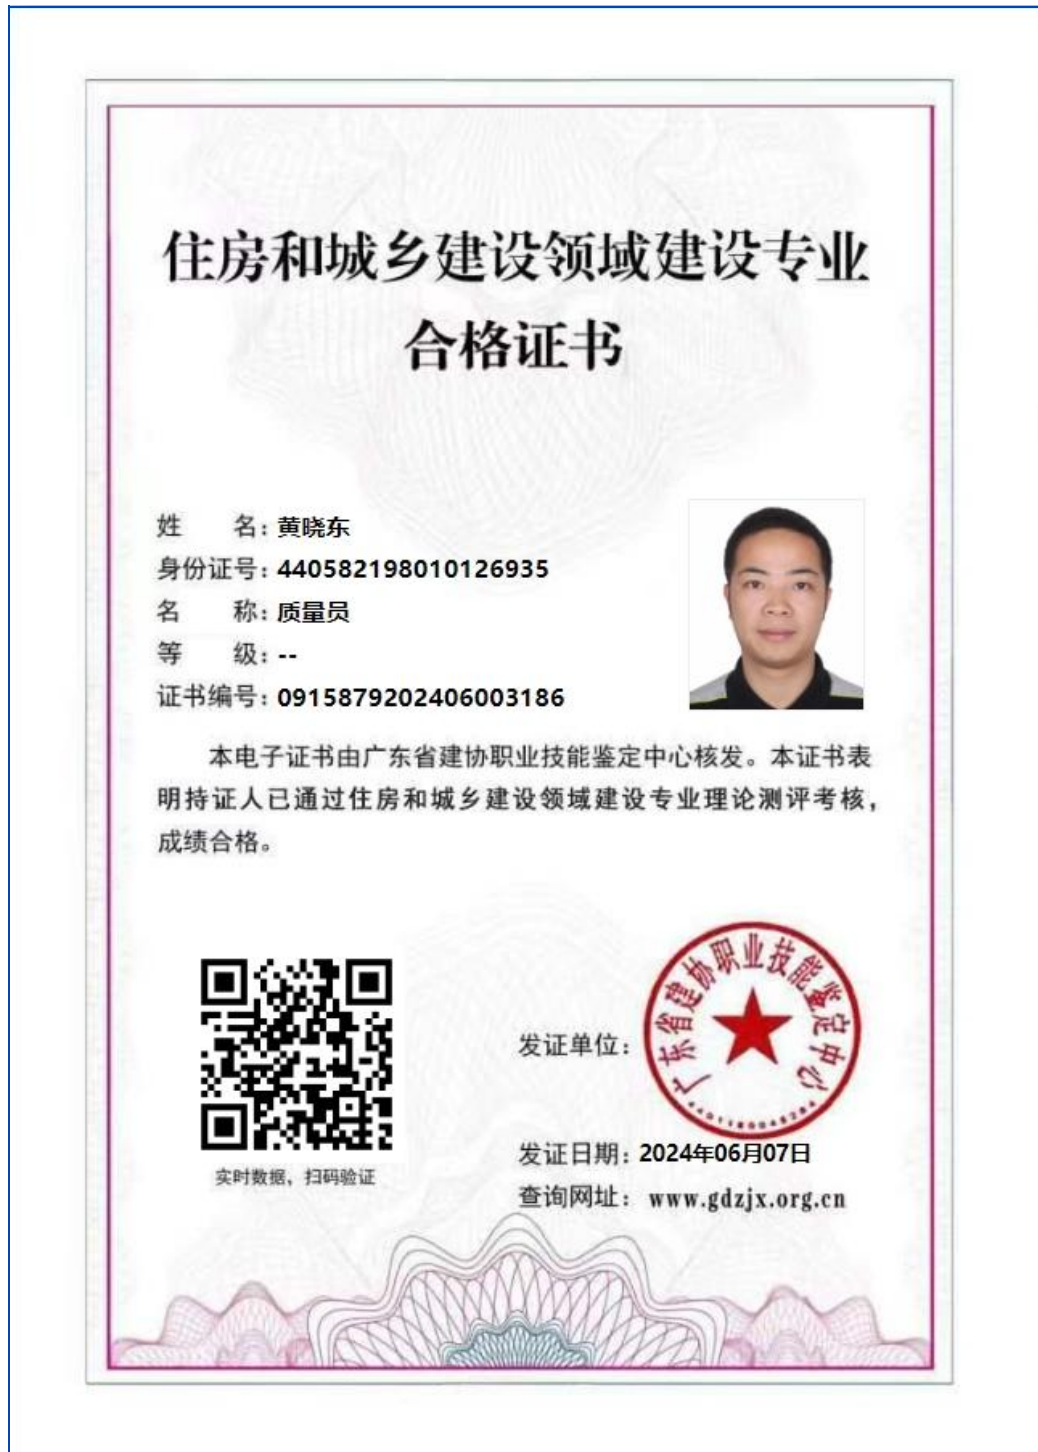 住房和城乡建设领域建设专业
合格证书
姓 名：黄晓东
身份证号：440582198010126935
名 称：质量员
等 级：--
证书编号：0915879202406003186
本电子证书由广东省建协职业技能鉴定中心核发。本证书表
明持证人已通过住房和城乡建设领域建设专业理论测评考核，
成绩合格。
实时数据，扫码验证
发证单位：
广东省建协职业技能鉴定中心
发证日期：2024年06月07日
查询网址：www.gdzjx.org.cn